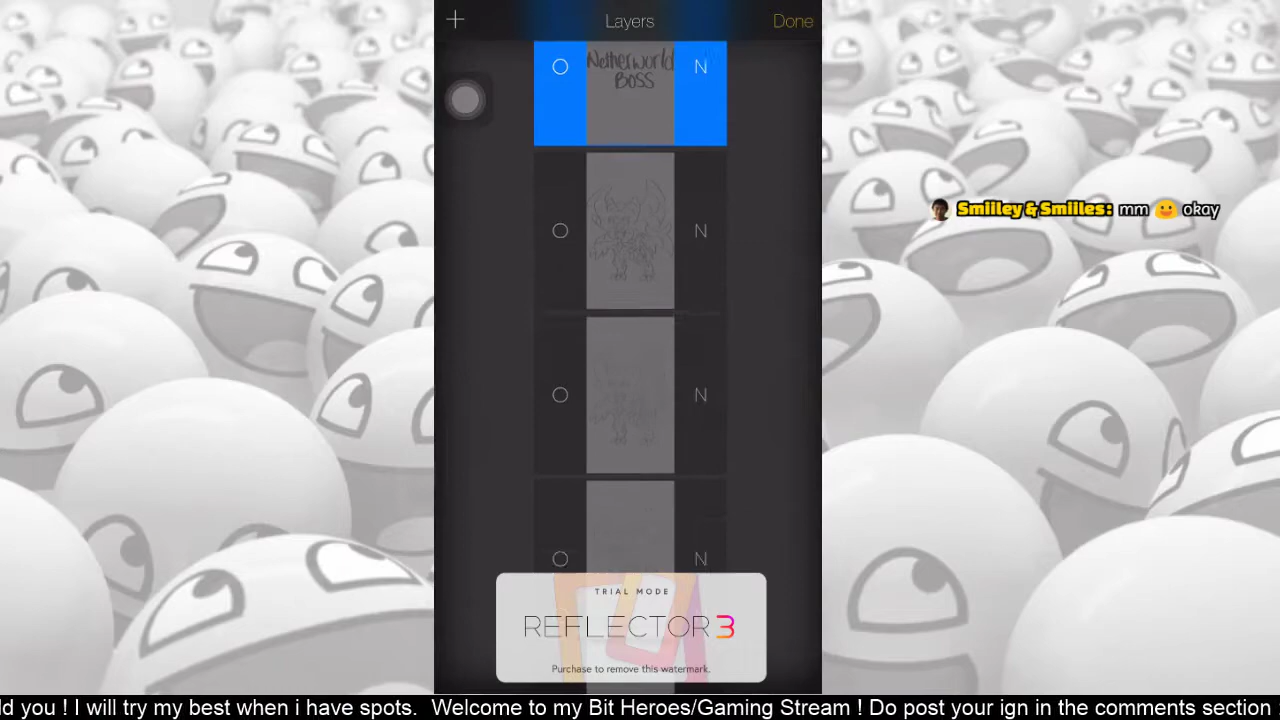 Layers
Done
O
Netherworld
BOSS
N
Smiiley & Smiiles: mm 😛 okay
O
N
O
N
O
N
TRIAL MODE
REFLECTOR 3
Purchase to remove this watermark.
ld you ! I will try my best when i have spots. Welcome to my Bit Heroes/Gaming Stream ! Do post your ign in the comments section